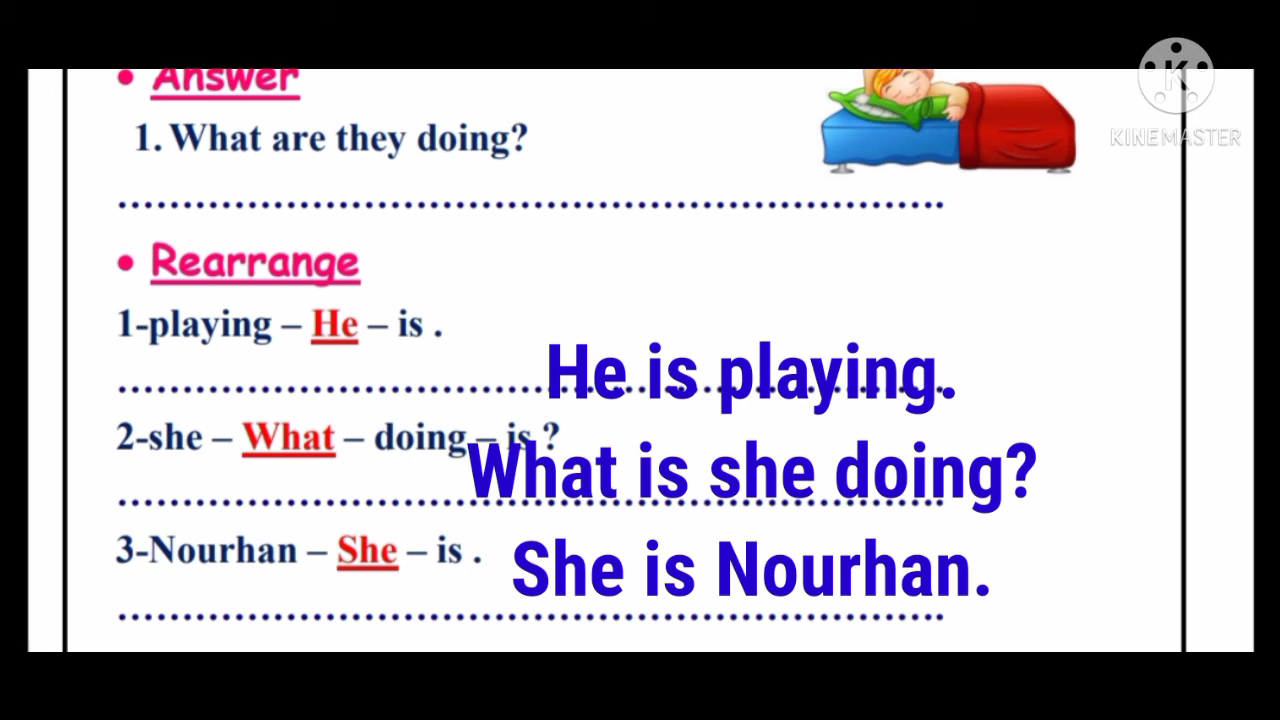 • Answer
1. What are they doing?
KINEMASTER
• Rearrange
1-playing – He – is .
He is playing.
2-she – What – doing – is ?
What is she doing?
3-Nourhan – She – is .
She is Nourhan.